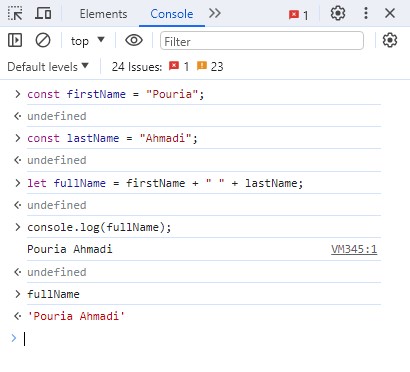 Elements Console 1
top Filter
Default levels 24 Issues: 1 23
> const firstName = "Pouria";
undefined
> const lastName = "Ahmadi";
undefined
> let fullName = firstName + " " + lastName;
undefined
> console.log(fullName);
Pouria Ahmadi VM345:1
undefined
> fullName
'Pouria Ahmadi'
>